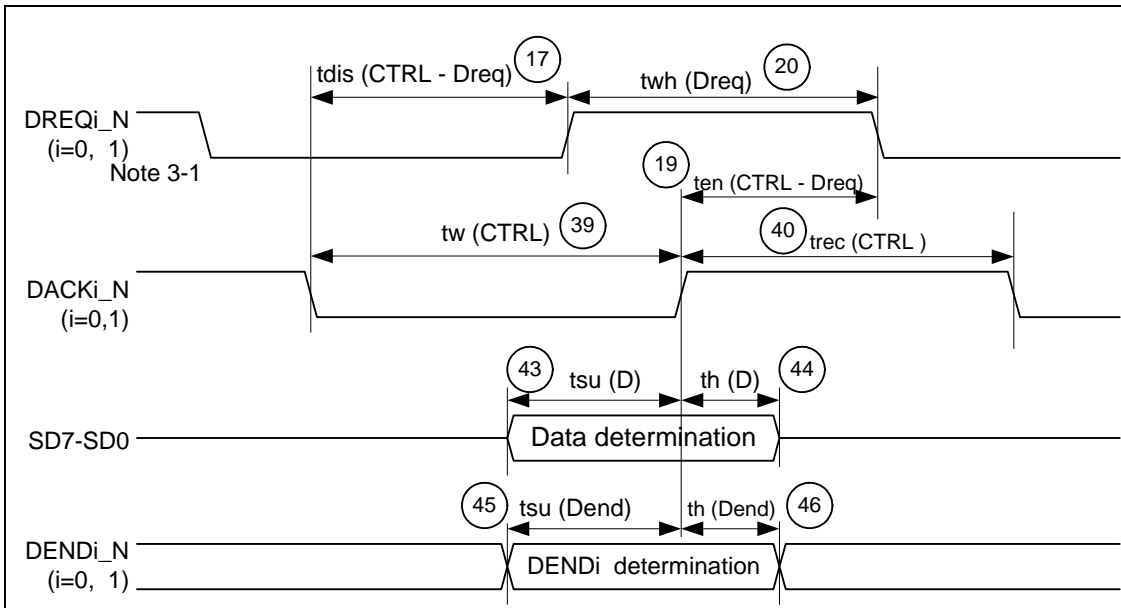 tdis (CTRL - Dreq) 17
twh (Dreq) 20
DREQi_N
(i=0, 1)
Note 3-1
19
ten (CTRL - Dreq)
tw (CTRL) 39
40 trec (CTRL )
DACKi_N
(i=0,1)
43 tsu (D) th (D) 44
SD7-SD0 Data determination
45 tsu (Dend) th (Dend) 46
DENDi_N
(i=0, 1)
DENDi determination